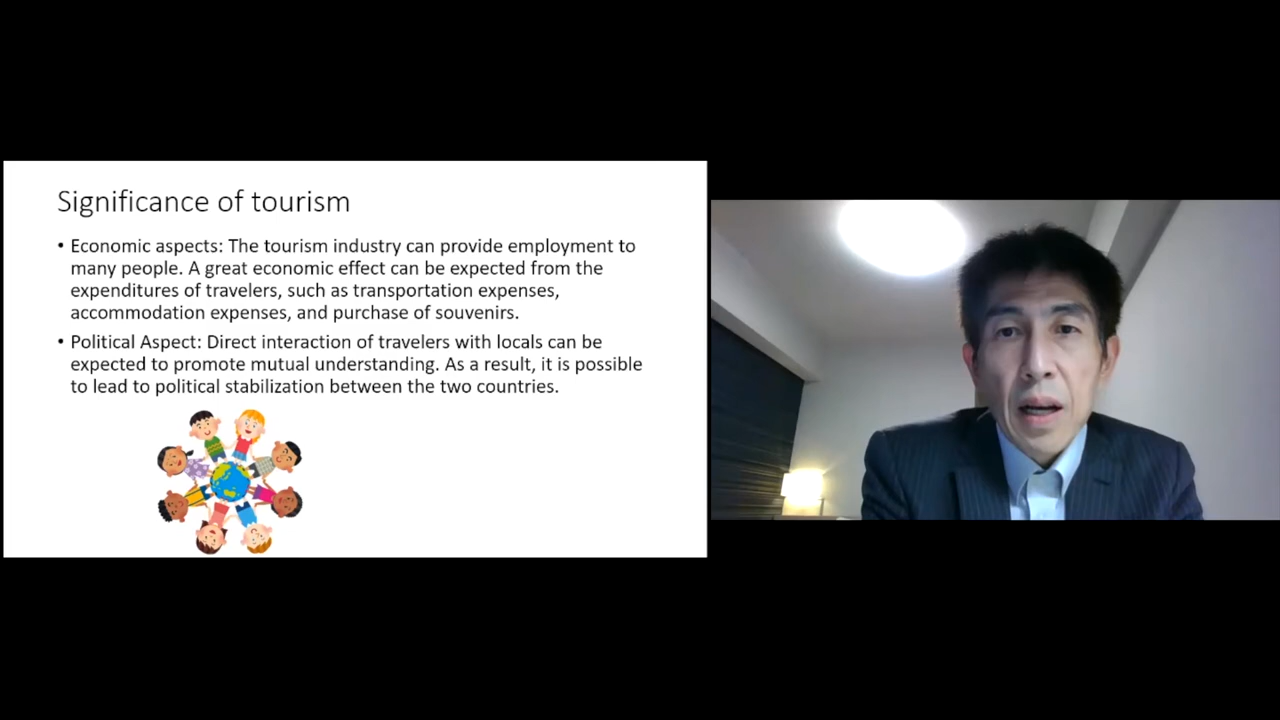 Significance of tourism
• Economic aspects: The tourism industry can provide employment to
many people. A great economic effect can be expected from the
expenditures of travelers, such as transportation expenses,
accommodation expenses, and purchase of souvenirs.
• Political Aspect: Direct interaction of travelers with locals can be
expected to promote mutual understanding. As a result, it is possible
to lead to political stabilization between the two countries.